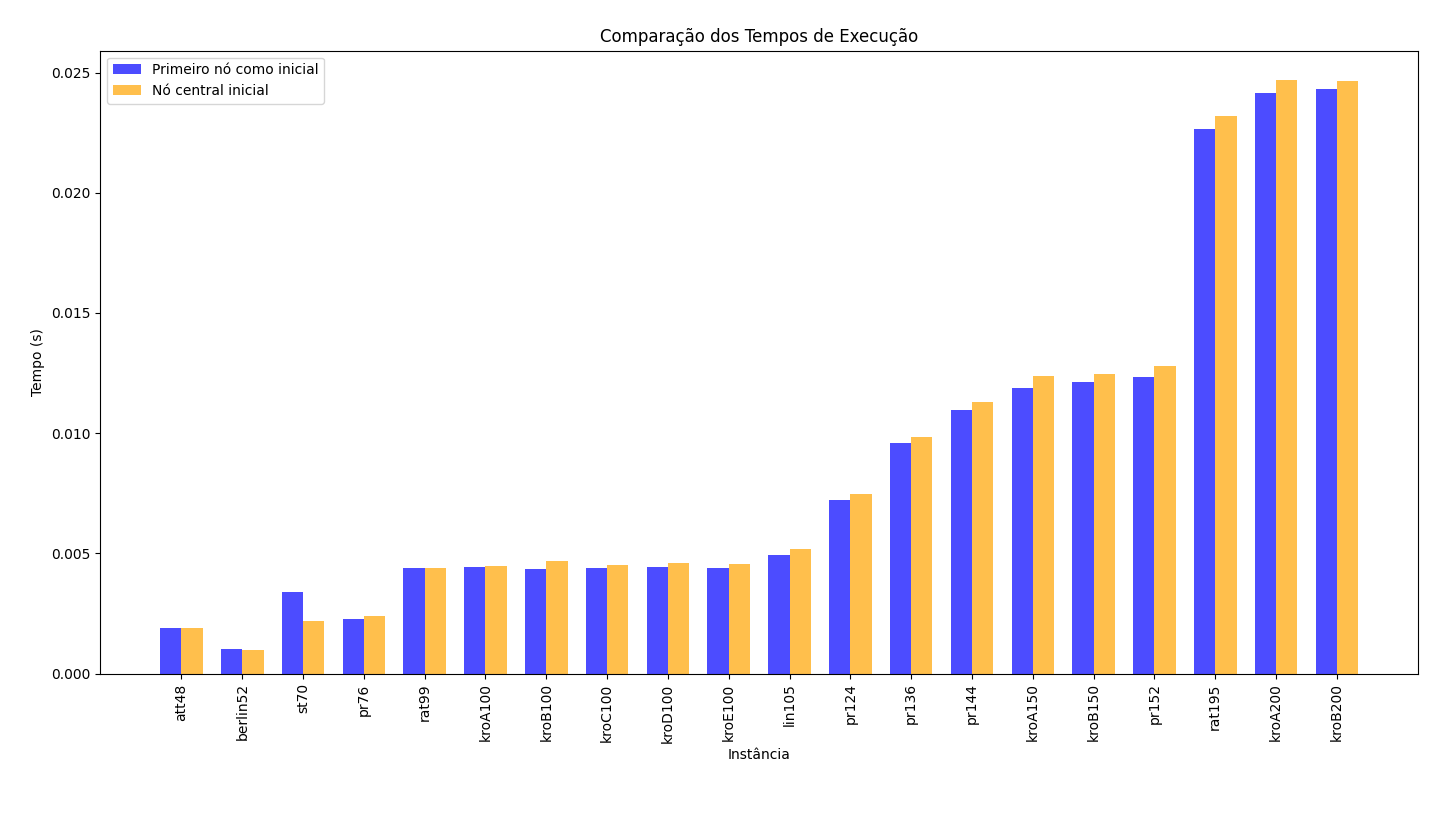 Comparação dos Tempos de Execução
Primeiro nó como inicial
Nó central inicial
Tempo (s)
0.025
0.020
0.015
0.010
0.005
0.000
att48
berlin52
st70
pr76
rat99
kroA100
kroB100
kroC100
kroD100
kroE100
lin105
pr124
pr136
pr144
kroA150
kroB150
pr152
rat195
kroA200
kroB200
Instância